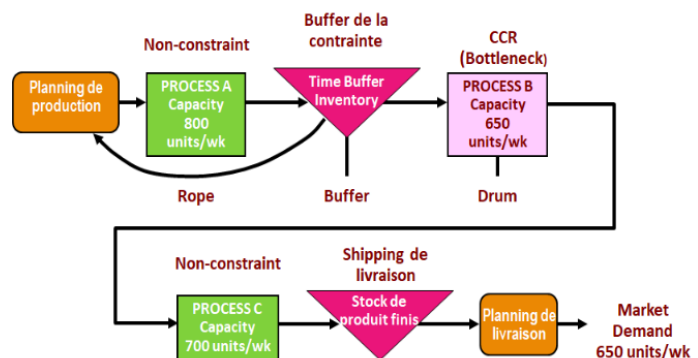 Buffer de la
contrainte
Non-constraint
CCR
(Bottleneck)
Planning de
production
PROCESS A
Capacity
800
units/wk
Time Buffer
Inventory
PROCESS B
Capacity
650
units/wk
Rope
Buffer
Drum
Non-constraint
Shipping de
livraison
PROCESS C
Capacity
700 units/wk
Stock de
produit finis
Planning de
livraison
Market
Demand
650 units/wk